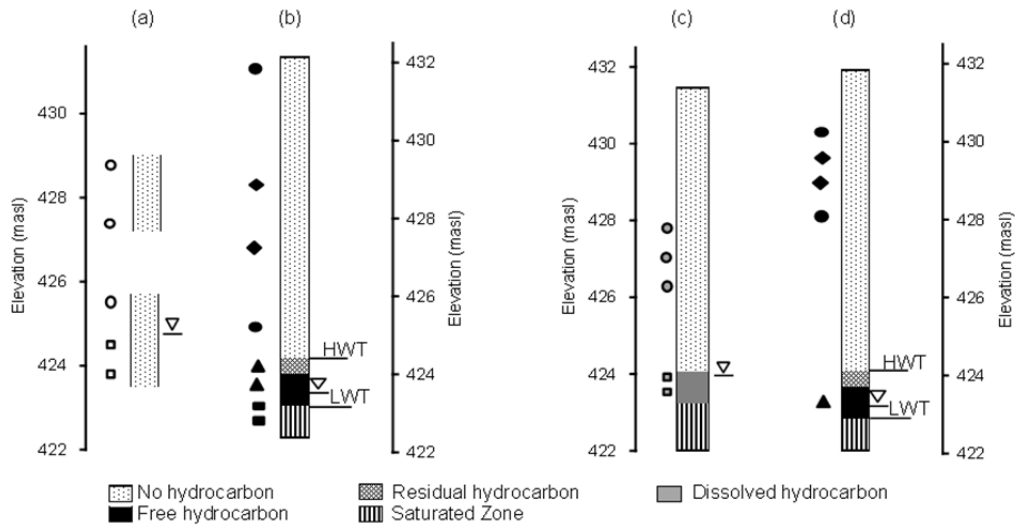 (a) (b) (c) (d)
Elevation (masl)
430
428
426
424
422
HWT
LWT
432
430
428
426
424
422
Elevation (masl)
Elevation (masl)
432
430
428
426
424
422
HWT
LWT
432
430
428
426
424
422
Elevation (masl)
No hydrocarbon Residual hydrocarbon Dissolved hydrocarbon
Free hydrocarbon Saturated Zone